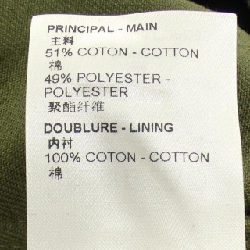 PRINCIPAL - MAIN
主料
51% COTON - COTTON
棉
49% POLYESTER -
POLYESTER
聚酯纤维
DOUBLURE - LINING
内衬
100% COTON - COTTON
棉